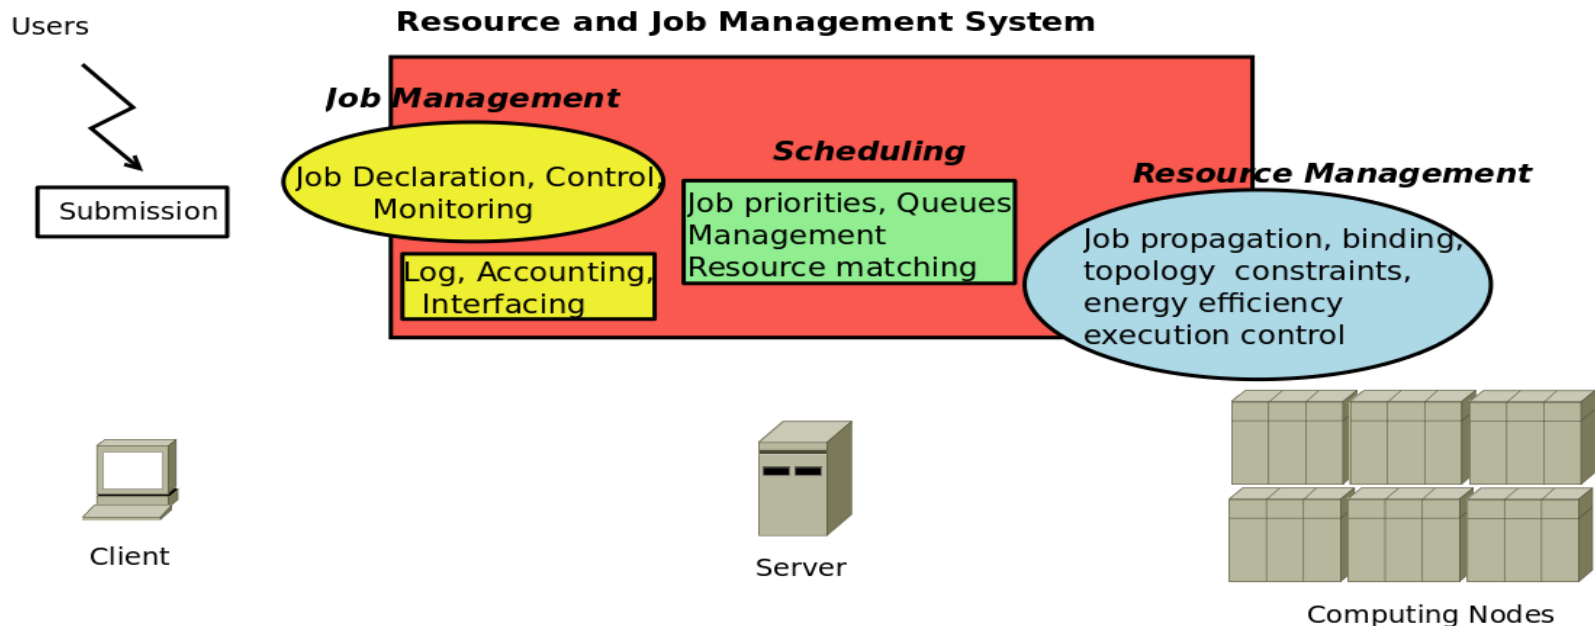 Resource and Job Management System
Users
Job Management
Scheduling
Resource Management
Job Declaration, Control,
Monitoring
Submission
Job priorities, Queues
Management
Resource matching
Job propagation, binding,
topology constraints,
energy efficiency
execution control
Log, Accounting,
Interfacing
Client
Server
Computing Nodes